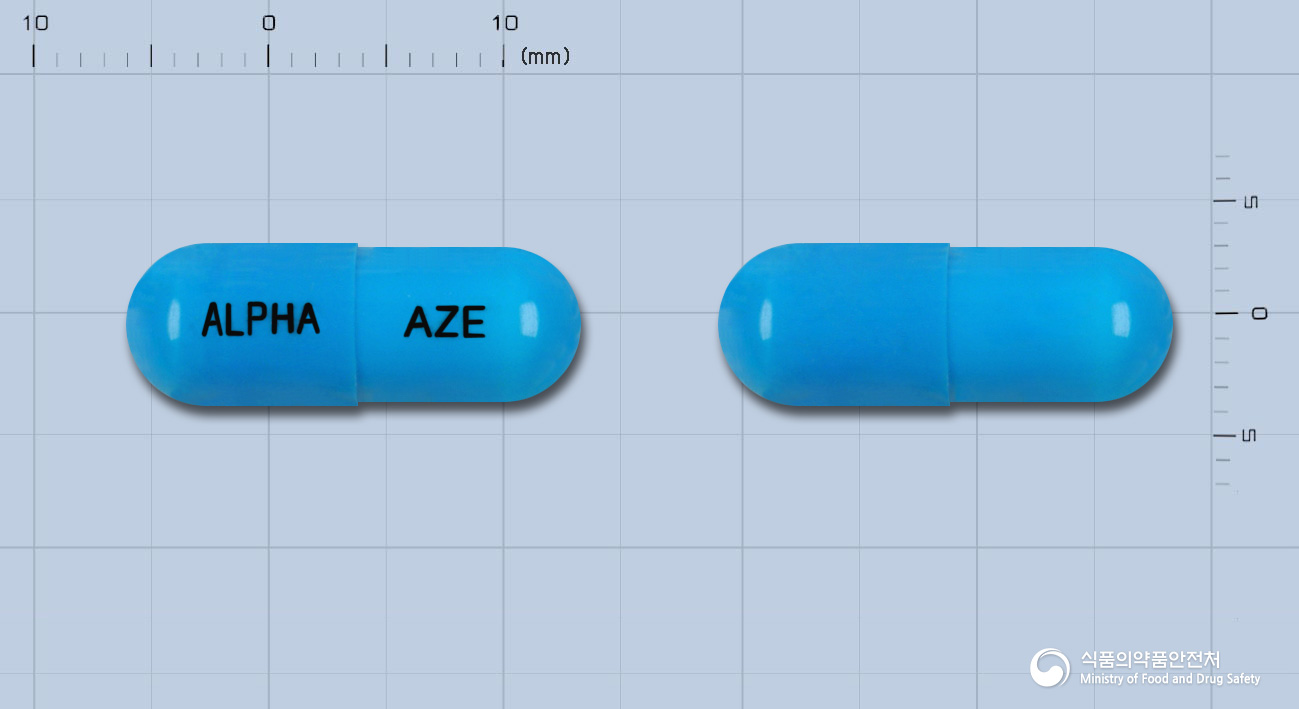 10 0 10
(mm)
5
ALPHA AZE
0
5
식품의약품안전처
Ministry of Food and Drug Safety